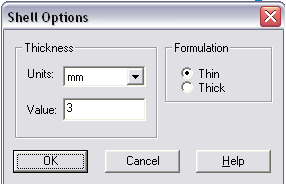 Shell Options
Thickness
Formulation
Units: mm
Thin
Thick
Value: 3
OK
Cancel
Help